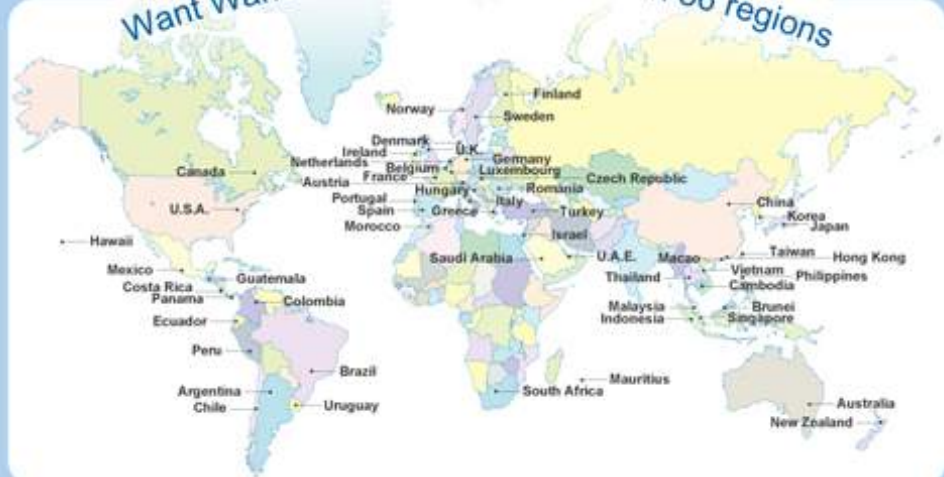 Want Wan
regions
Norway
Finland
Sweden
Denmark
U.K.
Ireland
Netherlands
Belgium
Germany
Luxembourg
Canada
Austria
France
Czech Republic
Hungary
Romania
Portugal
Italy
Spain
Greece
Turkey
Morocco
Israel
U.S.A.
China
Korea
Japan
Hawaii
Saudi Arabia
U.A.E.
Macao
Taiwan
Hong Kong
Mexico
Guatemala
Thailand
Vietnam
Philippines
Costa Rica
Cambodia
Panama
Colombia
Malaysia
Brunei
Ecuador
Indonesia
Singapore
Peru
Brazil
Mauritius
Argentina
South Africa
Chile
Uruguay
Australia
New Zealand